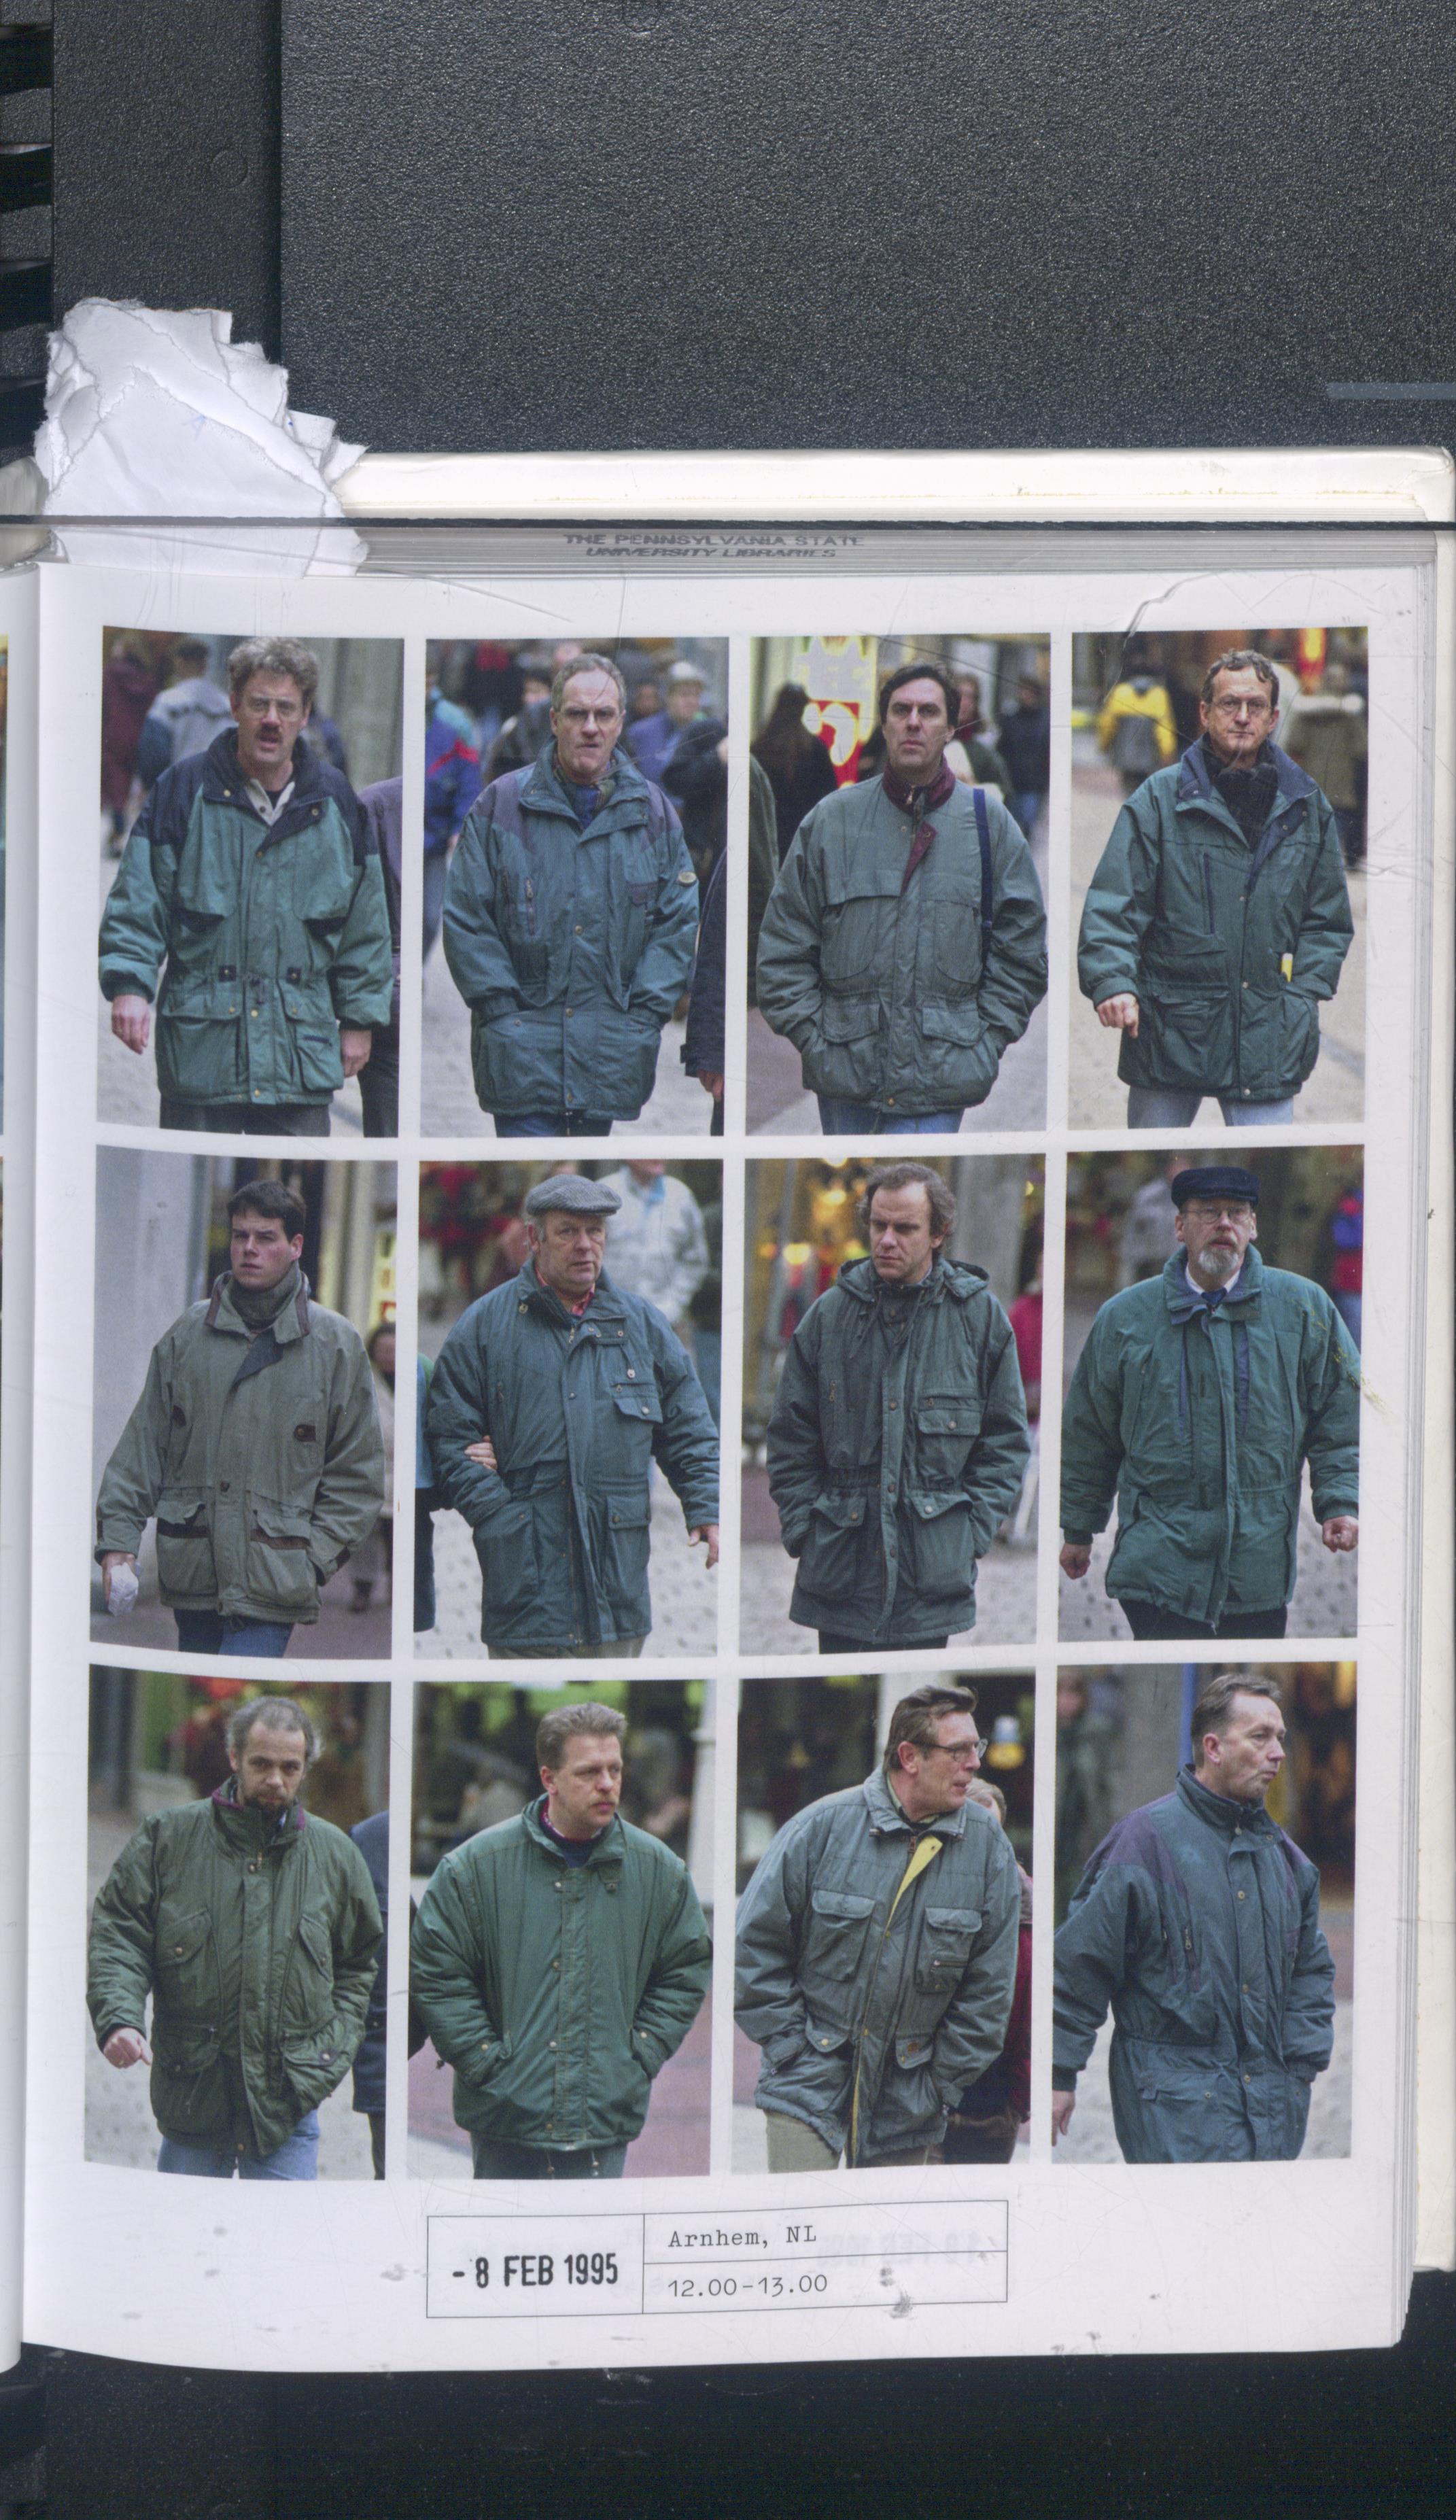 THE PENNSYLVANIA STATE
UNIVERSITY LIBRARIES
- 8 FEB 1995
Arnhem, NL
12.00-13.00